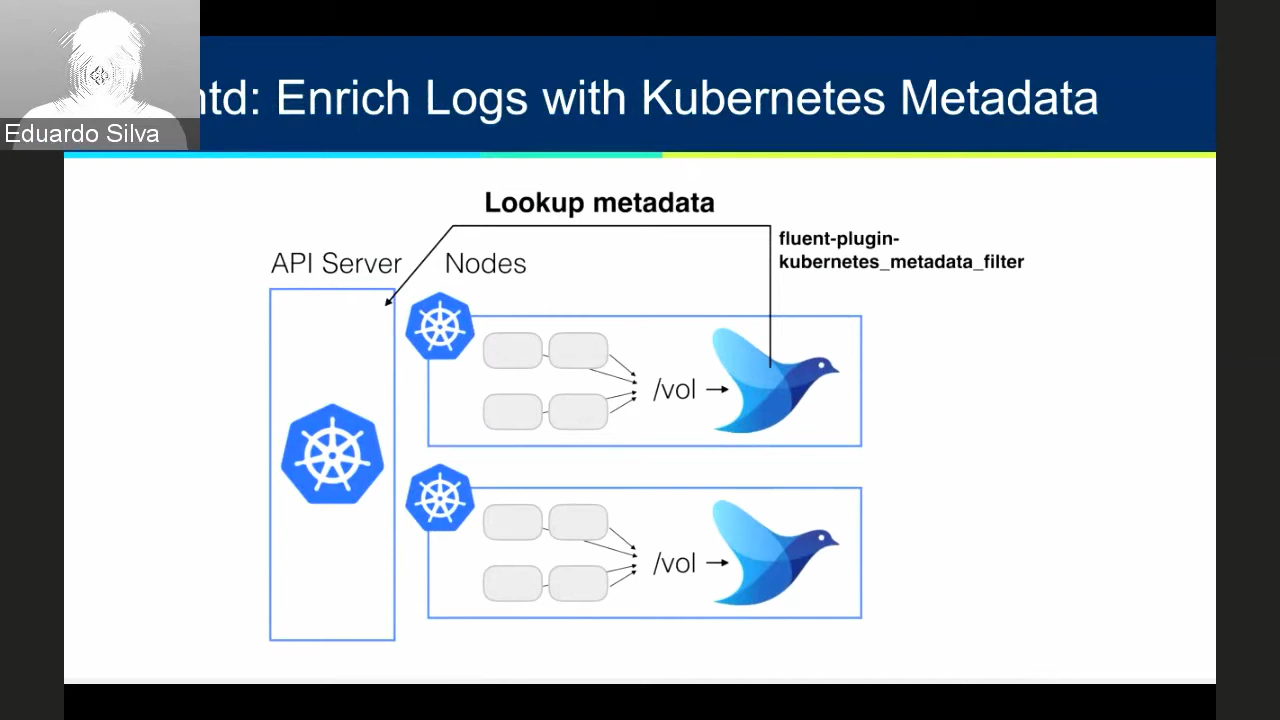 Eduardo Silva
ntd: Enrich Logs with Kubernetes Metadata
Lookup metadata
fluent-plugin-
kubernetes_metadata_filter
API Server
Nodes
/vol
/vol